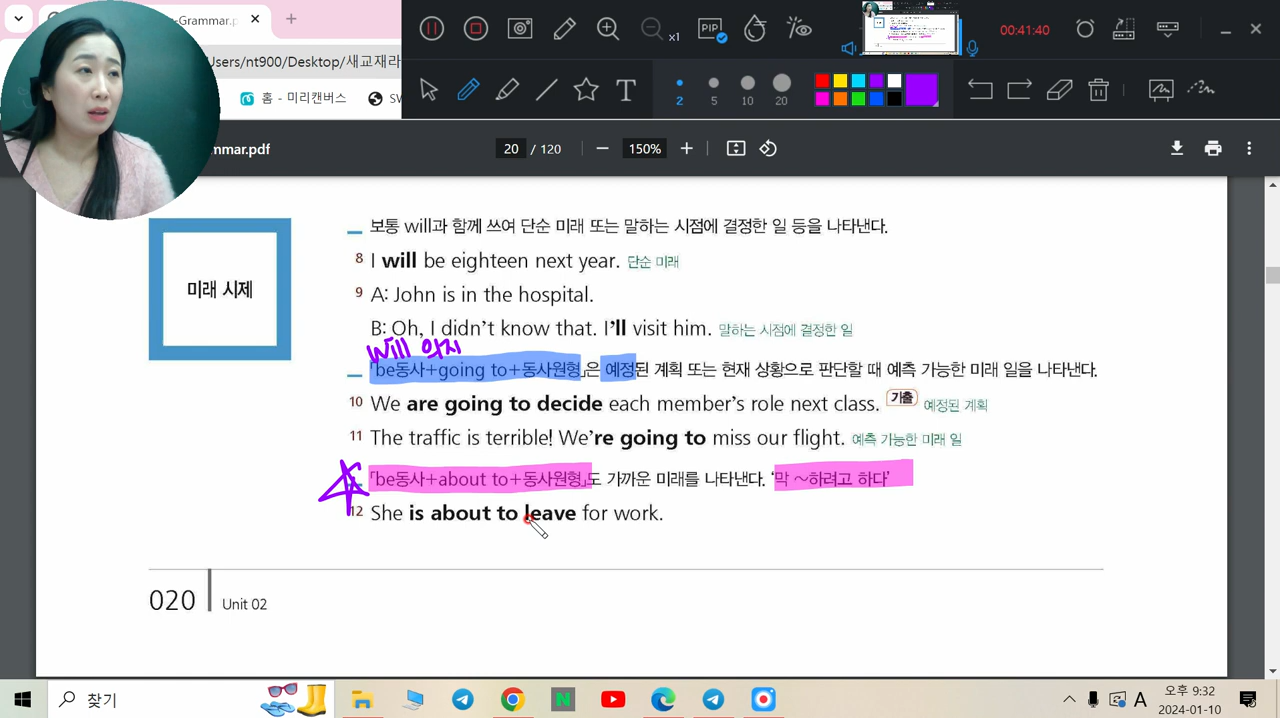 Grammar.p
PiP
00:41:40
2 5 10 20
ers/nt900/Desktop/새교재라
홈 - 미리캔버스
SV
mmar.pdf
20 / 120
150%
미래 시제
보통 will과 함께 쓰여 단순 미래 또는 말하는 시점에 결정한 일 등을 나타낸다.
8 I will be eighteen next year. 단순 미래
9 A: John is in the hospital.
B: Oh, I didn't know that. I'll visit him. 말하는 시점에 결정한 일
will 의지
「be동사+going to+동사원형」은 예정된 계획 또는 현재 상황으로 판단할 때 예측 가능한 미래 일을 나타낸다.
10 We are going to decide each member's role next class. 기출 예정된 계획
11 The traffic is terrible! We're going to miss our flight. 예측 가능한 미래 일
「be동사+about to+동사원형」도 가까운 미래를 나타낸다. '막 ～하려고 하다'
12 She is about to leave for work.
020 Unit 02
찾기
N
A
오후 9:32
2024-01-10